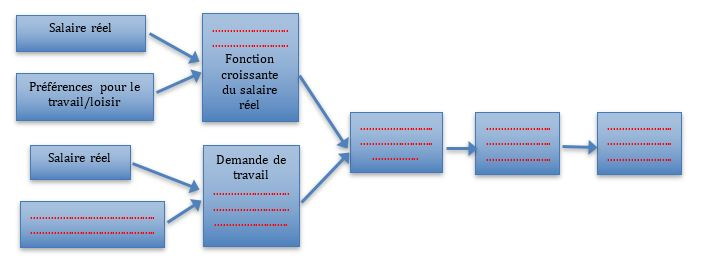 Salaire réel
Préférences pour le
travail/loisir
Fonction
croissante
du salaire
réel
Salaire réel
Demande de
travail